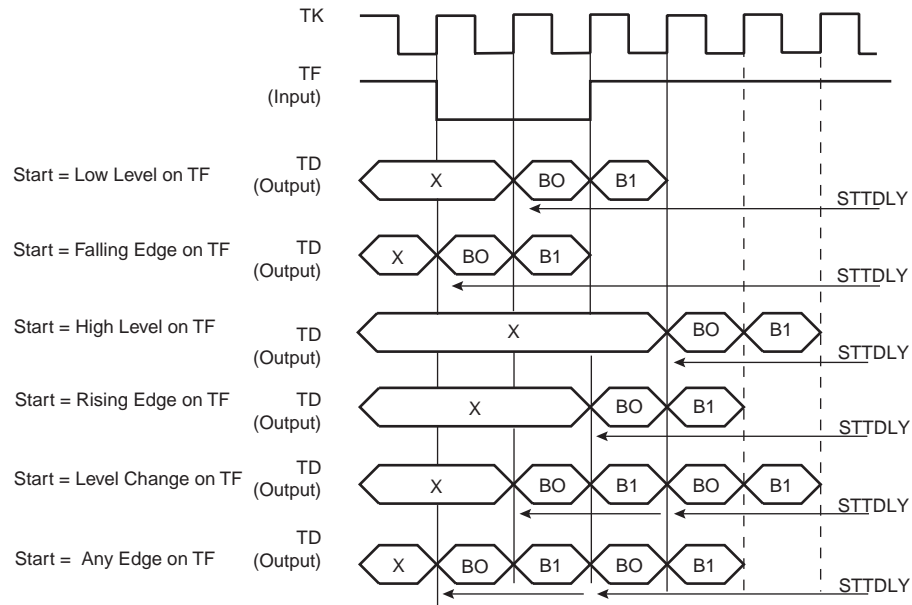 TK
TF
(Input)
Start = Low Level on TF
TD
(Output)
X
BO
B1
STTDLY
Start = Falling Edge on TF
TD
(Output)
X
BO
B1
STTDLY
Start = High Level on TF
TD
(Output)
X
BO
B1
STTDLY
Start = Rising Edge on TF
TD
(Output)
X
BO
B1
STTDLY
Start = Level Change on TF
TD
(Output)
X
BO
B1
BO
B1
STTDLY
Start = Any Edge on TF
TD
(Output)
X
BO
B1
BO
B1
STTDLY